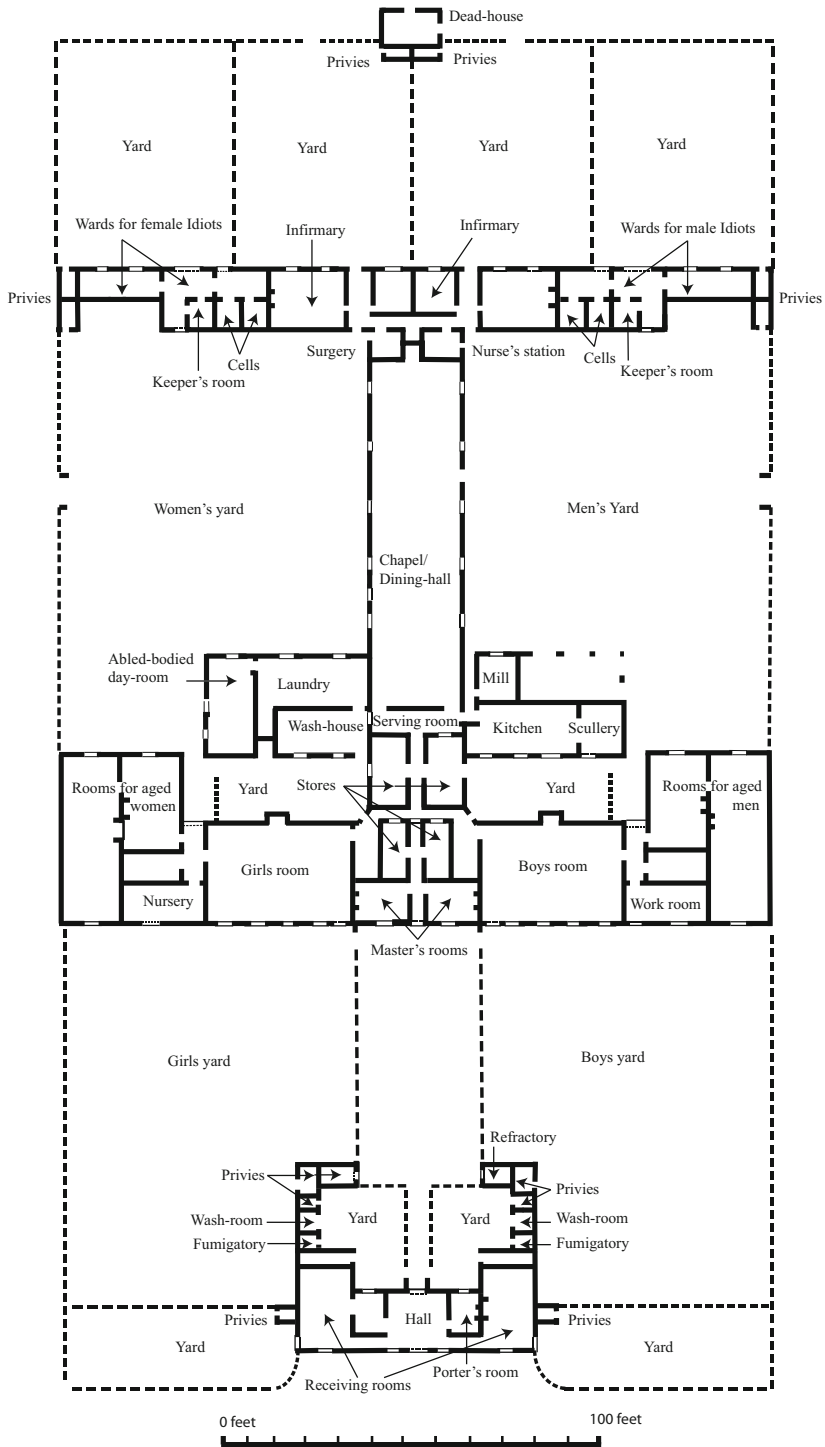 Dead-house
Privies
Privies
Yard
Yard
Yard
Yard
Wards for female Idiots
Infirmary
Infirmary
Wards for male Idiots
Privies
Privies
Surgery
Nurse's station
Cells
Cells
Keeper's room
Keeper's room
Women's yard
Men's Yard
Chapel/
Dining-hall
Abled-bodied
day-room
Laundry
Mill
Wash-house
Serving room
Kitchen
Scullery
Rooms for aged
women
Yard
Stores
Yard
Rooms for aged
men
Girls room
Boys room
Nursery
Work room
Master's rooms
Girls yard
Boys yard
Refractory
Privies
Privies
Wash-room
Yard
Yard
Wash-room
Fumigatory
Fumigatory
Privies
Hall
Privies
Yard
Yard
Receiving rooms
Porter's room
0 feet
100 feet